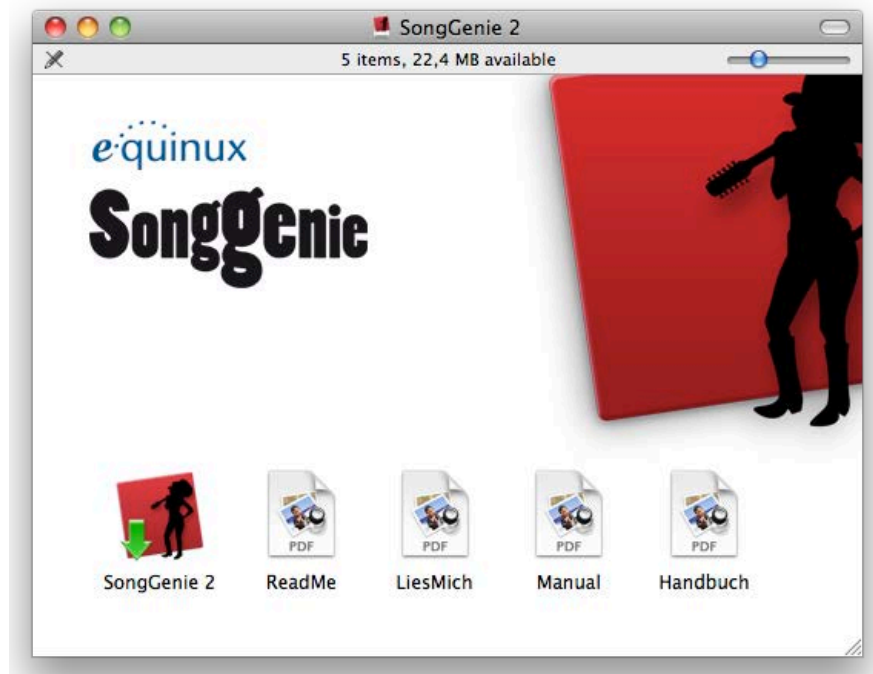 SongGenie 2
5 items, 22,4 MB available
e·quinux
SongGenie
PDF PDF PDF PDF
SongGenie 2 ReadMe LiesMich Manual Handbuch